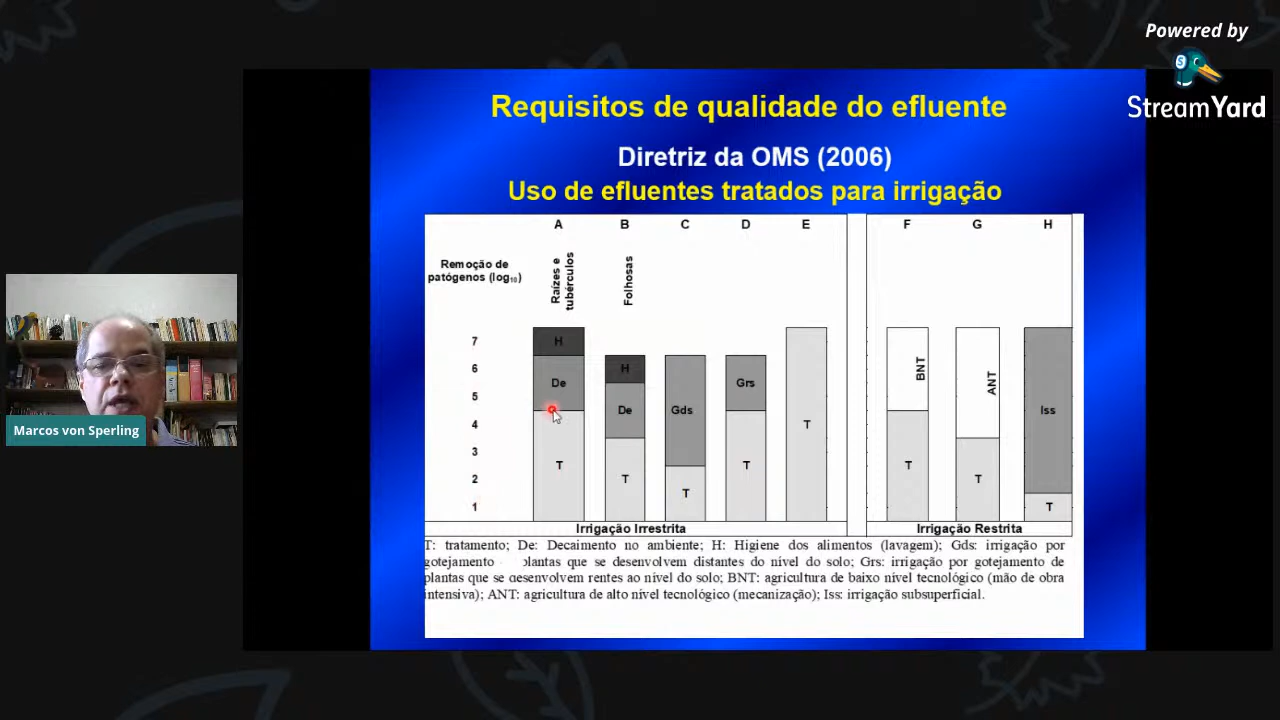 Powered by
StreamYard
Requisitos de qualidade do efluente
Diretriz da OMS (2006)
Uso de efluentes tratados para irrigação
A B C D E F G H
Remoção de
patógenos (log₁₀)
Raízes e
tubérculos
Folhosas
7
6
5
4
3
2
1
H
De
T
H
De
T
Gds
T
Grs
T
T
BNT
T
ANT
T
Iss
T
Irrigação Irrestrita
Irrigação Restrita
T: tratamento; De: Decaimento no ambiente; H: Higiene dos alimentos (lavagem); Gds: irrigação por
gotejamento plantas que se desenvolvem distantes do nível do solo; Grs: irrigação por gotejamento de
plantas que se desenvolvem rentes ao nível do solo; BNT: agricultura de baixo nível tecnológico (mão de obra
intensiva); ANT: agricultura de alto nível tecnológico (mecanização); Iss: irrigação subsuperficial.
Marcos von Sperling